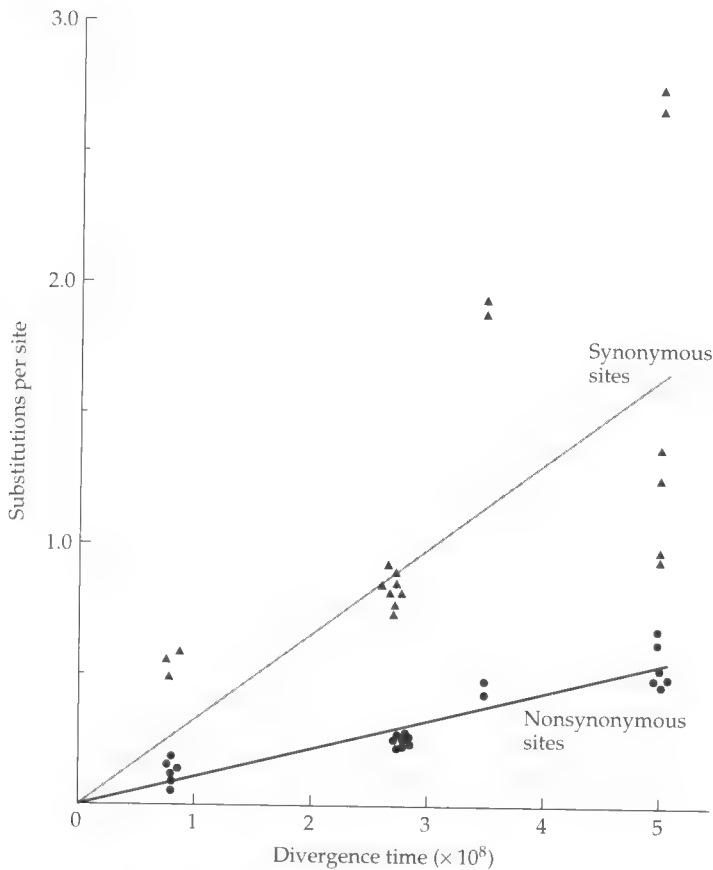 3.0
2.0
Substitutions per site
Synonymous
sites
1.0
Nonsynonymous
sites
0
1
2
3
4
5
Divergence time (× 10⁸)